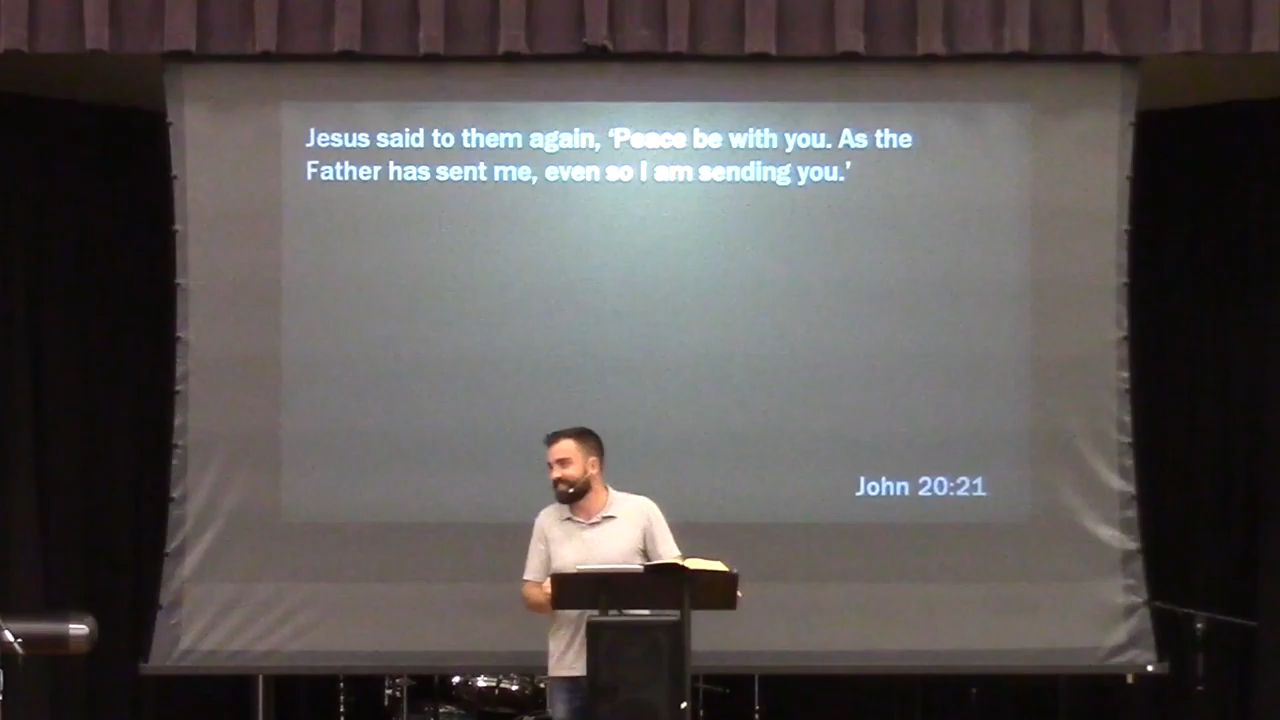 Jesus said to them again, ‘Peace be with you. As the
Father has sent me, even so I am sending you.’
John 20:21